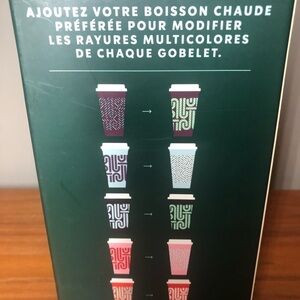 AJOUTEZ VOTRE BOISSON CHAUDE
PRÉFÉRÉE POUR MODIFIER
LES RAYURES MULTICOLORES
DE CHAQUE GOBELET.